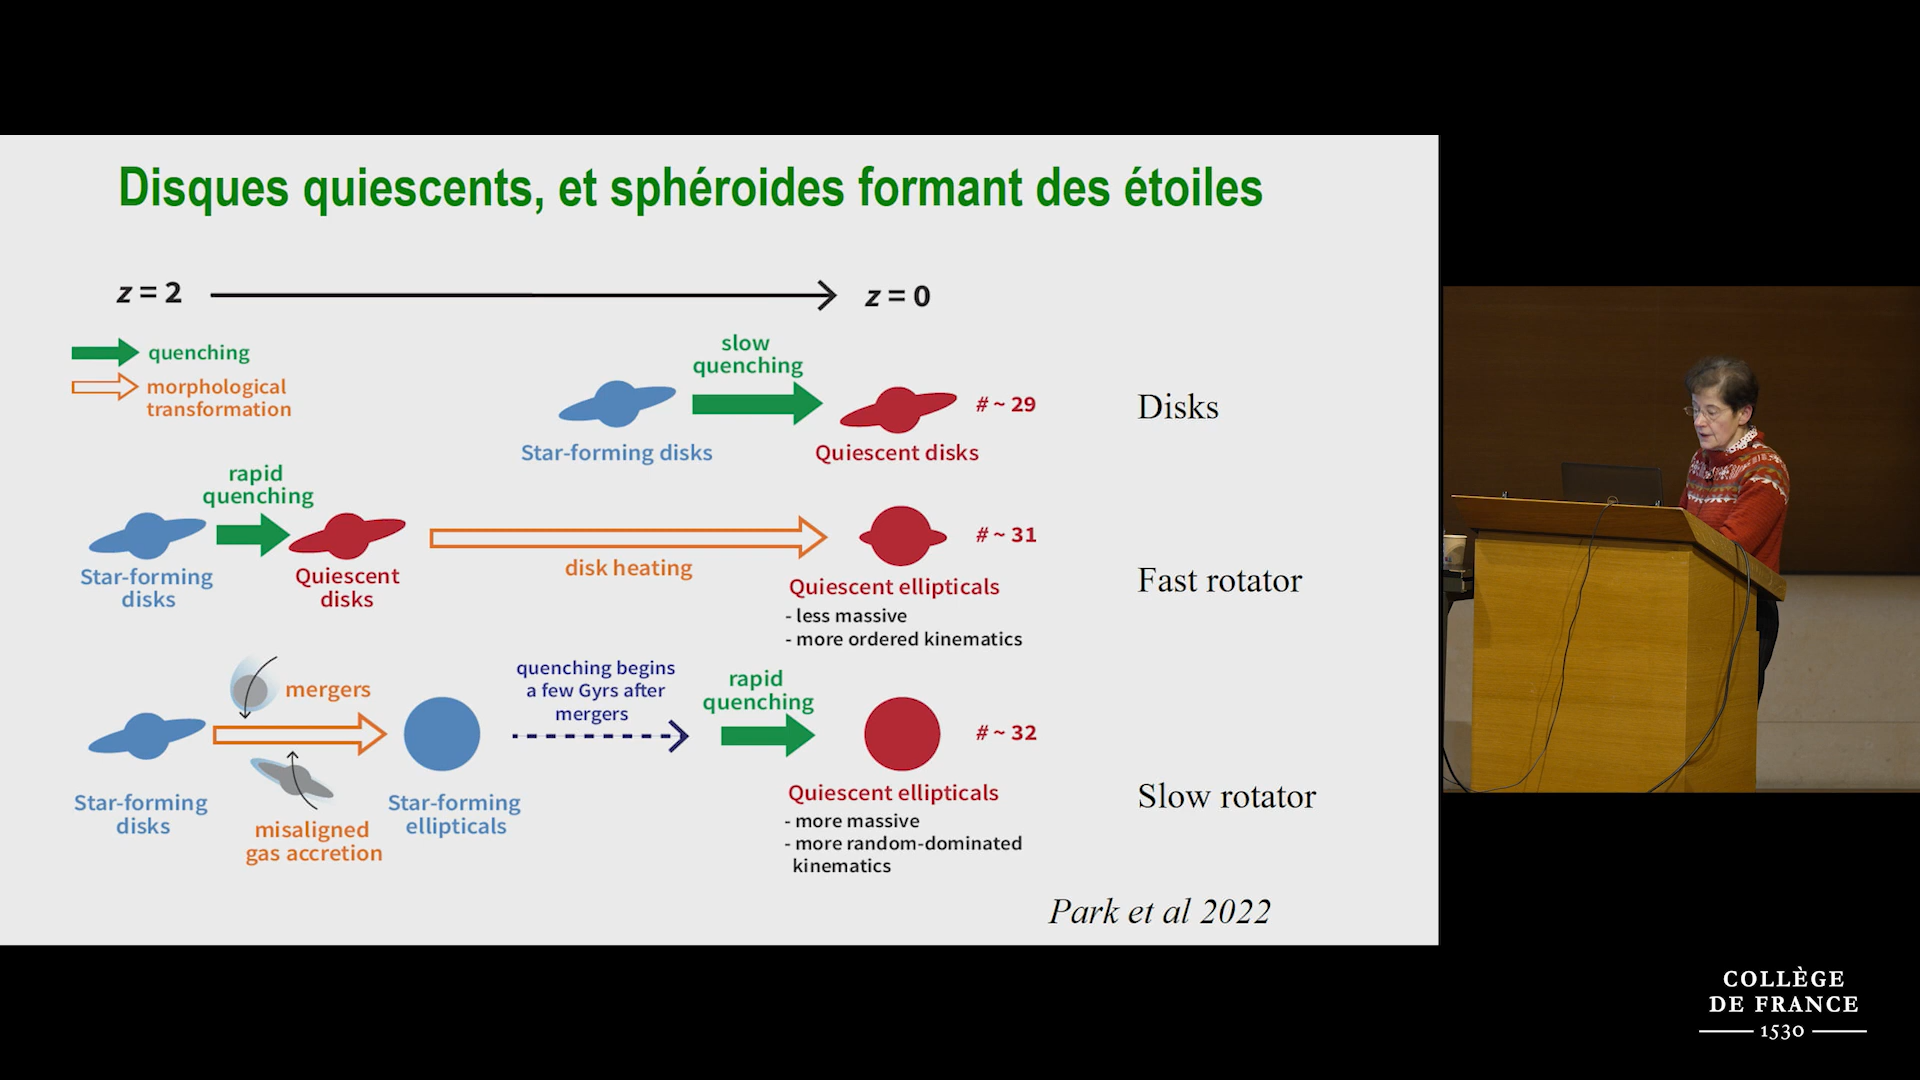 Disques quiescents, et sphéroides formant des étoiles
z = 2
z = 0
quenching
morphological
transformation
slow
quenching
Star-forming disks
Quiescent disks
# ~ 29
Disks
rapid
quenching
Star-forming
disks
Quiescent
disks
disk heating
# ~ 31
Quiescent ellipticals
- less massive
- more ordered kinematics
Fast rotator
mergers
misaligned
gas accretion
Star-forming
disks
Star-forming
ellipticals
quenching begins
a few Gyrs after
mergers
rapid
quenching
# ~ 32
Quiescent ellipticals
- more massive
- more random-dominated
kinematics
Slow rotator
Park et al 2022
COLLÈGE
DE FRANCE
1530